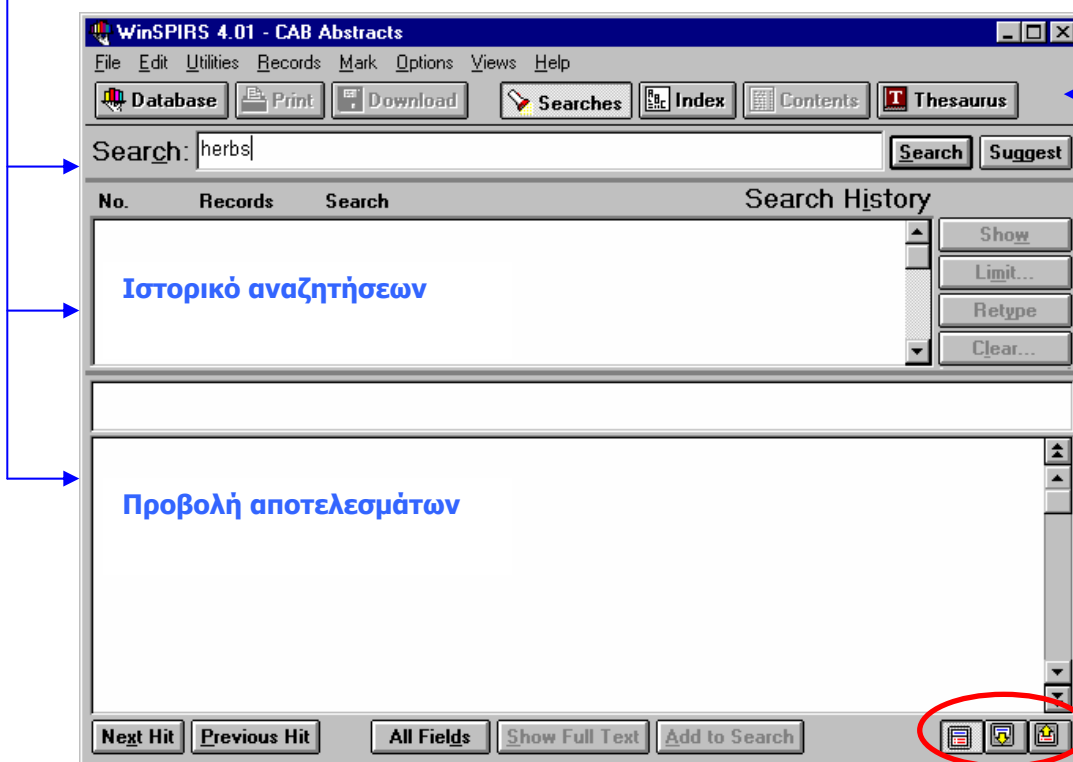 WinSPIRS 4.01 - CAB Abstracts
File Edit Utilities Records Mark Options Views Help
Database Print Download Searches Index Contents Thesaurus
Search: herbs Search Suggest
No. Records Search Search History
Show
Ιστορικό αναζητήσεων
Limit...
Retype
Clear...
Προβολή αποτελεσμάτων
Next Hit Previous Hit All Fields Show Full Text Add to Search